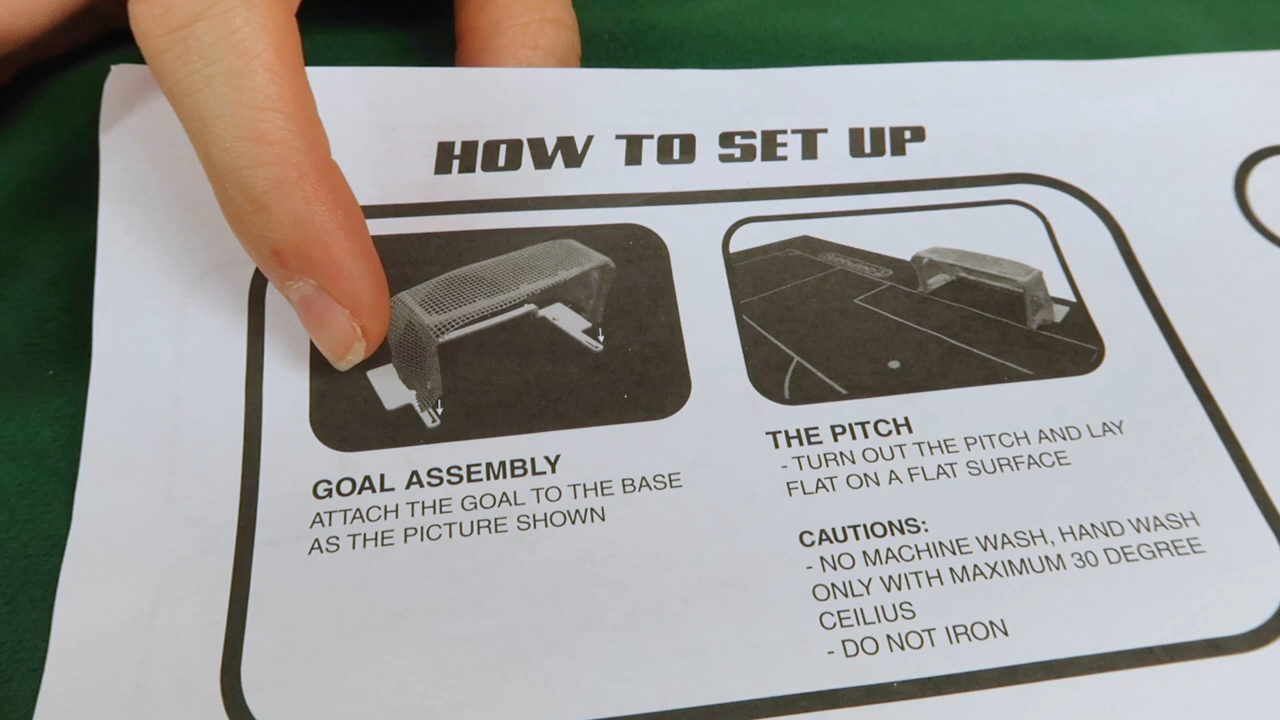 HOW TO SET UP
GOAL ASSEMBLY
ATTACH THE GOAL TO THE BASE
AS THE PICTURE SHOWN
THE PITCH
- TURN OUT THE PITCH AND LAY
FLAT ON A FLAT SURFACE
CAUTIONS:
- NO MACHINE WASH, HAND WASH
ONLY WITH MAXIMUM 30 DEGREE
CEILIUS
- DO NOT IRON